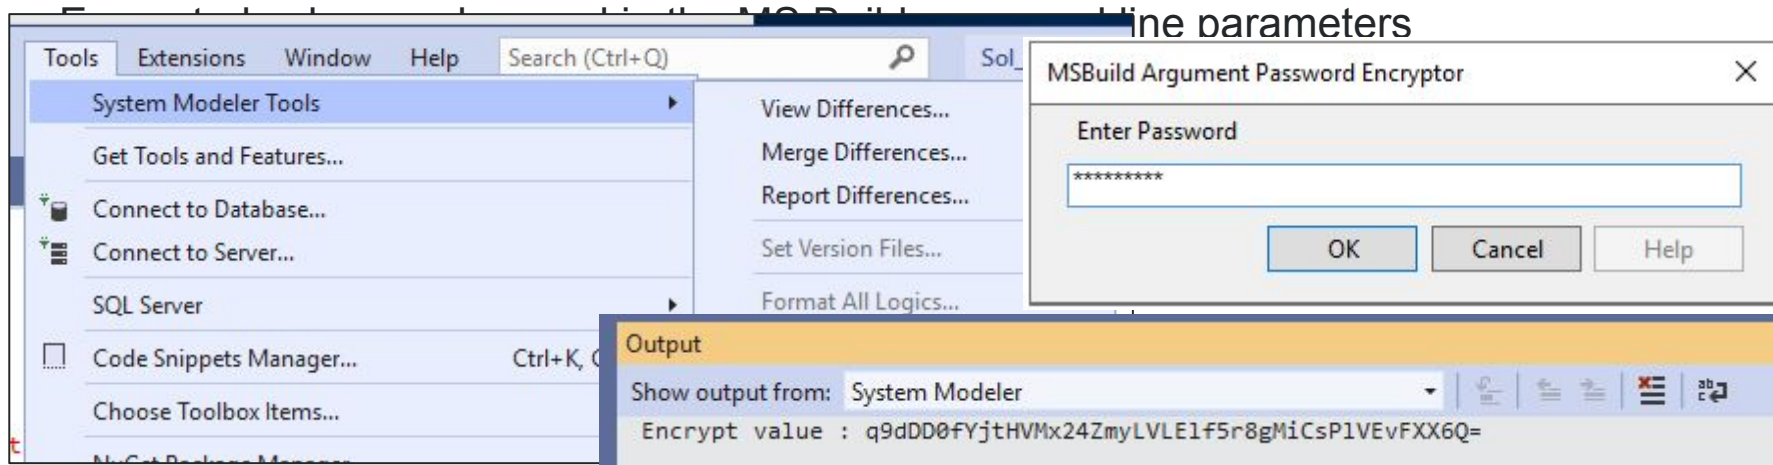 line parameters
Tools Extensions Window Help Search (Ctrl+Q) Sol_
System Modeler Tools
Get Tools and Features...
Connect to Database...
Connect to Server...
SQL Server
Code Snippets Manager... Ctrl+K,
Choose Toolbox Items...
View Differences...
Merge Differences...
Report Differences...
Set Version Files...
Format All Logics...
MSBuild Argument Password Encryptor
Enter Password
*********
OK Cancel Help
Output
Show output from: System Modeler
Encrypt value : q9dDD0fYjtHVMx24ZmyLVLElf5r8gMiCsPlVEvFXX6Q=
t